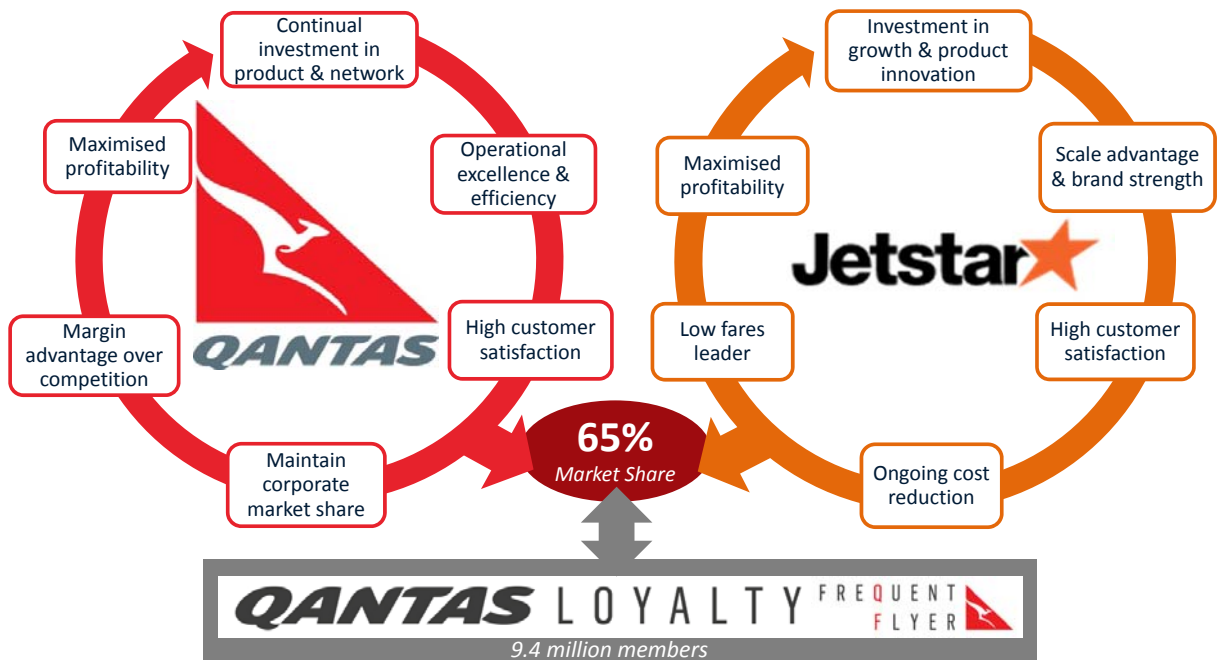 Continual
investment in
product & network
Operational
excellence &
efficiency
High customer
satisfaction
Maintain
corporate
market share
Margin
advantage over
competition
Maximised
profitability
QANTAS
Investment in
growth & product
innovation
Scale advantage
& brand strength
High customer
satisfaction
Ongoing cost
reduction
Low fares
leader
Maximised
profitability
Jetstar
65%
Market Share
QANTAS LOYALTY
FREQUENT
FLYER
9.4 million members